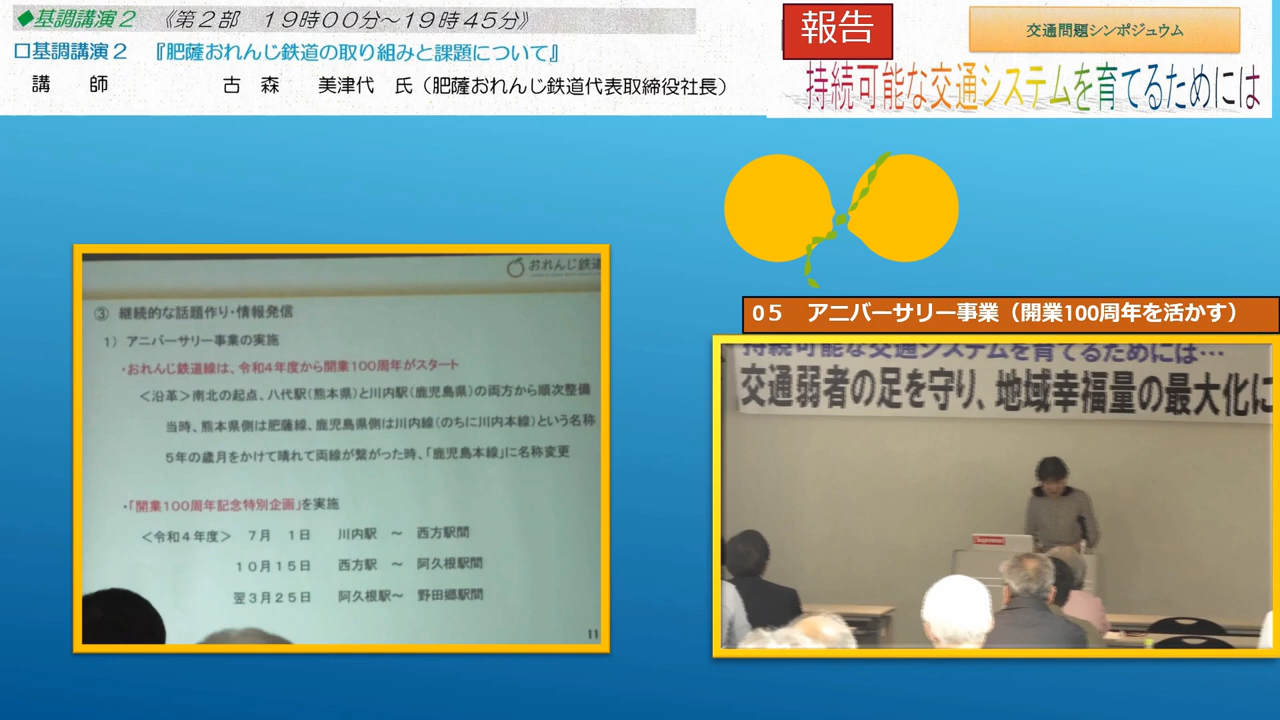 ◆基調講演２　《第２部　１９時００分～１９時４５分》
□基調講演２　『肥薩おれんじ鉄道の取り組みと課題について』
講　師　古　森　美津代　氏（肥薩おれんじ鉄道代表取締役社長）
報告
交通問題シンポジュウム
持続可能な交通システムを育てるためには
おれんじ鉄道
③　継続的な話題作り・情報発信
１）　アニバーサリー事業の実施
・おれんじ鉄道線は、令和４年度から開業１００周年がスタート
＜沿革＞南北の起点、八代駅（熊本県）と川内駅（鹿児島県）の両方から順次整備
当時、熊本県側は肥薩線、鹿児島県側は川内線（のちに川内本線）という名称
５年の歳月をかけて晴れて両線が繋がった時、「鹿児島本線」に名称変更
・「開業１００周年記念特別企画」を実施
＜令和４年度＞　７月　１日　川内駅　～　西方駅間
１０月１５日　西方駅　～　阿久根駅間
翌３月２５日　阿久根駅～　野田郷駅間
11
０５　アニバーサリー事業（開業100周年を活かす）
持続可能な交通システムを育てるためには…
交通弱者の足を守り、地域幸福量の最大化に
Supreme